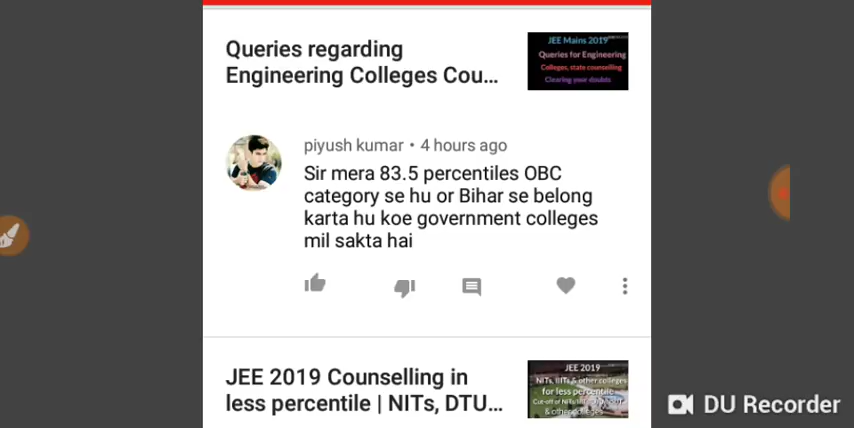 Queries regarding
Engineering Colleges Cou...
JEE Mains 2019
Queries for Engineering
Colleges, state counselling
Clearing your doubts
piyush kumar • 4 hours ago
Sir mera 83.5 percentiles OBC
category se hu or Bihar se belong
karta hu koe government colleges
mil sakta hai
JEE 2019 Counselling in
less percentile | NITs, DTU...
JEE 2019
NITs, IIITs & other colleges
for less percentile
& other colleges
DU Recorder